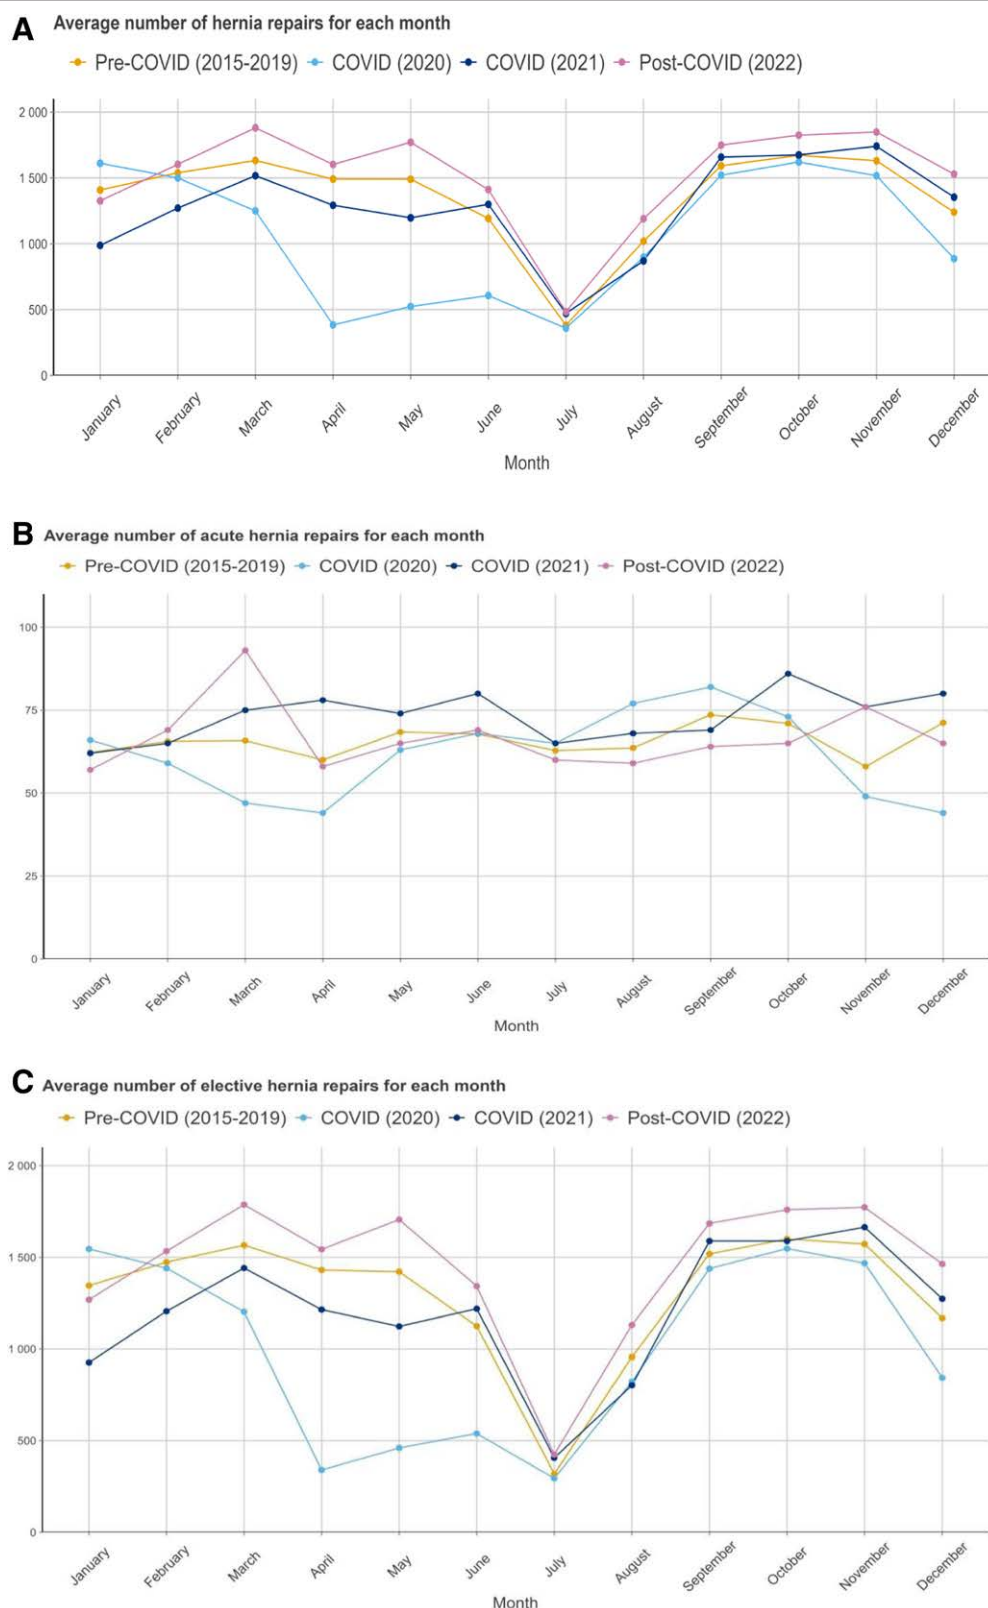 A Average number of hernia repairs for each month
Pre-COVID (2015-2019) COVID (2020) COVID (2021) Post-COVID (2022)
2 000
1 500
1 000
500
0
January February March April May June July August September October November December
Month
B Average number of acute hernia repairs for each month
Pre-COVID (2015-2019) COVID (2020) COVID (2021) Post-COVID (2022)
100
75
50
25
0
January February March April May June July August September October November December
Month
C Average number of elective hernia repairs for each month
Pre-COVID (2015-2019) COVID (2020) COVID (2021) Post-COVID (2022)
2 000
1 500
1 000
500
0
January February March April May June July August September October November December
Month